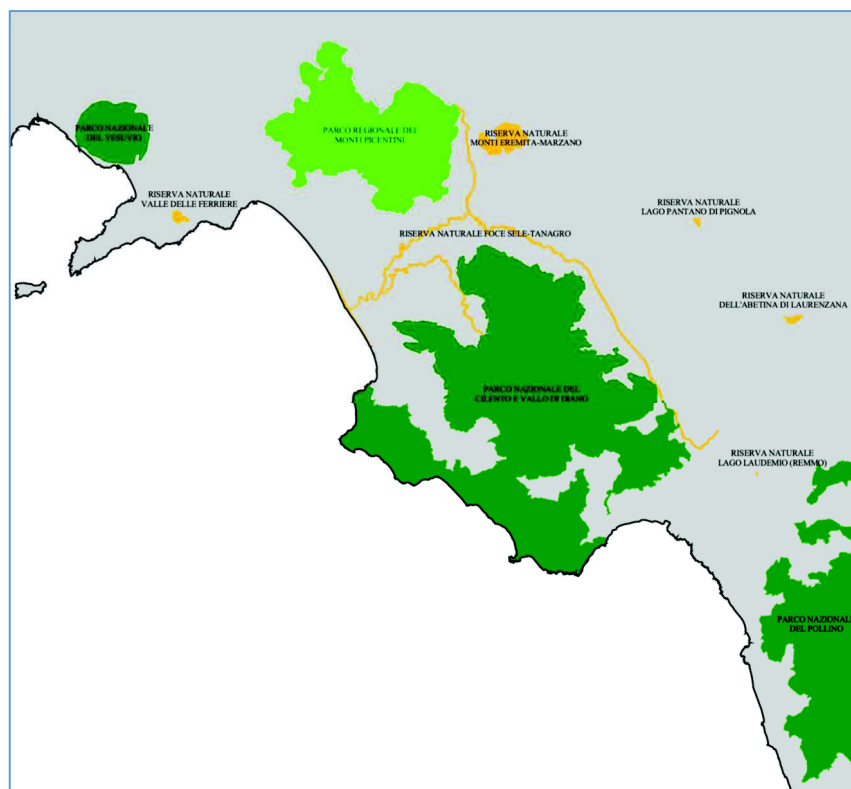 PARCO NAZIONALE
DEL VESUVIO
PARCO REGIONALE DEI
MONTI PICENTINI
RISERVA NATURALE
MONTI EREMITA-MARZANO
RISERVA NATURALE
VALLE DELLE FERRIERE
RISERVA NATURALE
LAGO PANTANO DI PIGNOLA
RISERVA NATURALE FOCE SELE-TANAGRO
RISERVA NATURALE
DELL'ABETINA DI LAURENZANA
PARCO NAZIONALE DEL
CILENTO E VALLO DI DIANO
RISERVA NATURALE
LAGO LAUDEMIO (REMMO)
PARCO NAZIONALE
DEL POLLINO